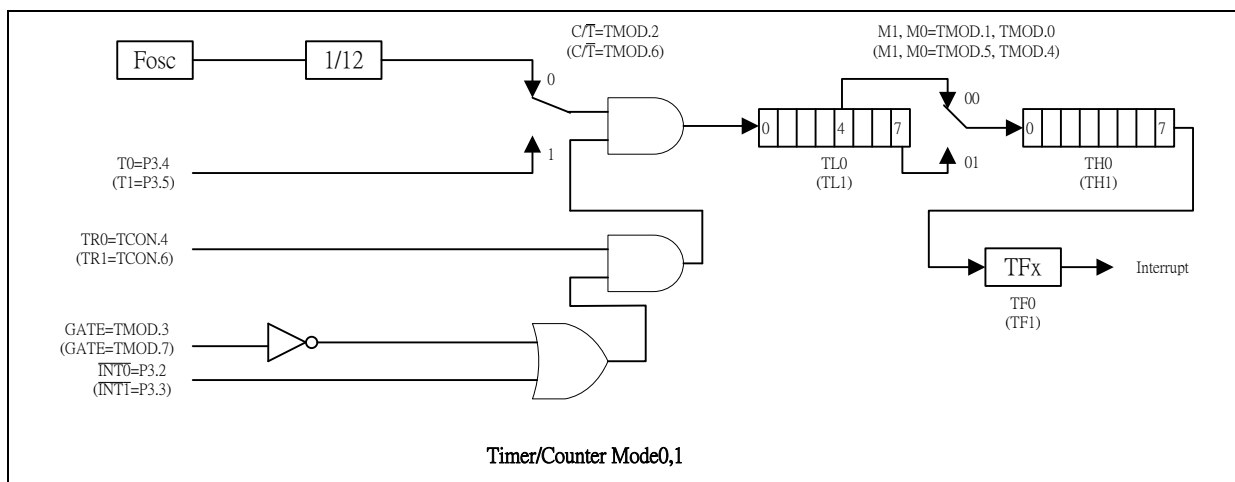 C/T̅=TMOD.2
(C/T̅=TMOD.6)
M1, M0=TMOD.1, TMOD.0
(M1, M0=TMOD.5, TMOD.4)
Fosc
1/12
0
1
T0=P3.4
(T1=P3.5)
0 4 7
TL0
(TL1)
00
01
0 7
TH0
(TH1)
TR0=TCON.4
(TR1=TCON.6)
TFx
Interrupt
TF0
(TF1)
GATE=TMOD.3
(GATE=TMOD.7)
I̅N̅T̅0̅=P3.2
(I̅N̅T̅1̅=P3.3)
Timer/Counter Mode0,1